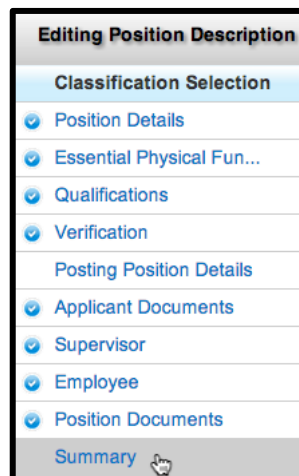 Editing Position Description
Classification Selection
Position Details
Essential Physical Fun...
Qualifications
Verification
Posting Position Details
Applicant Documents
Supervisor
Employee
Position Documents
Summary